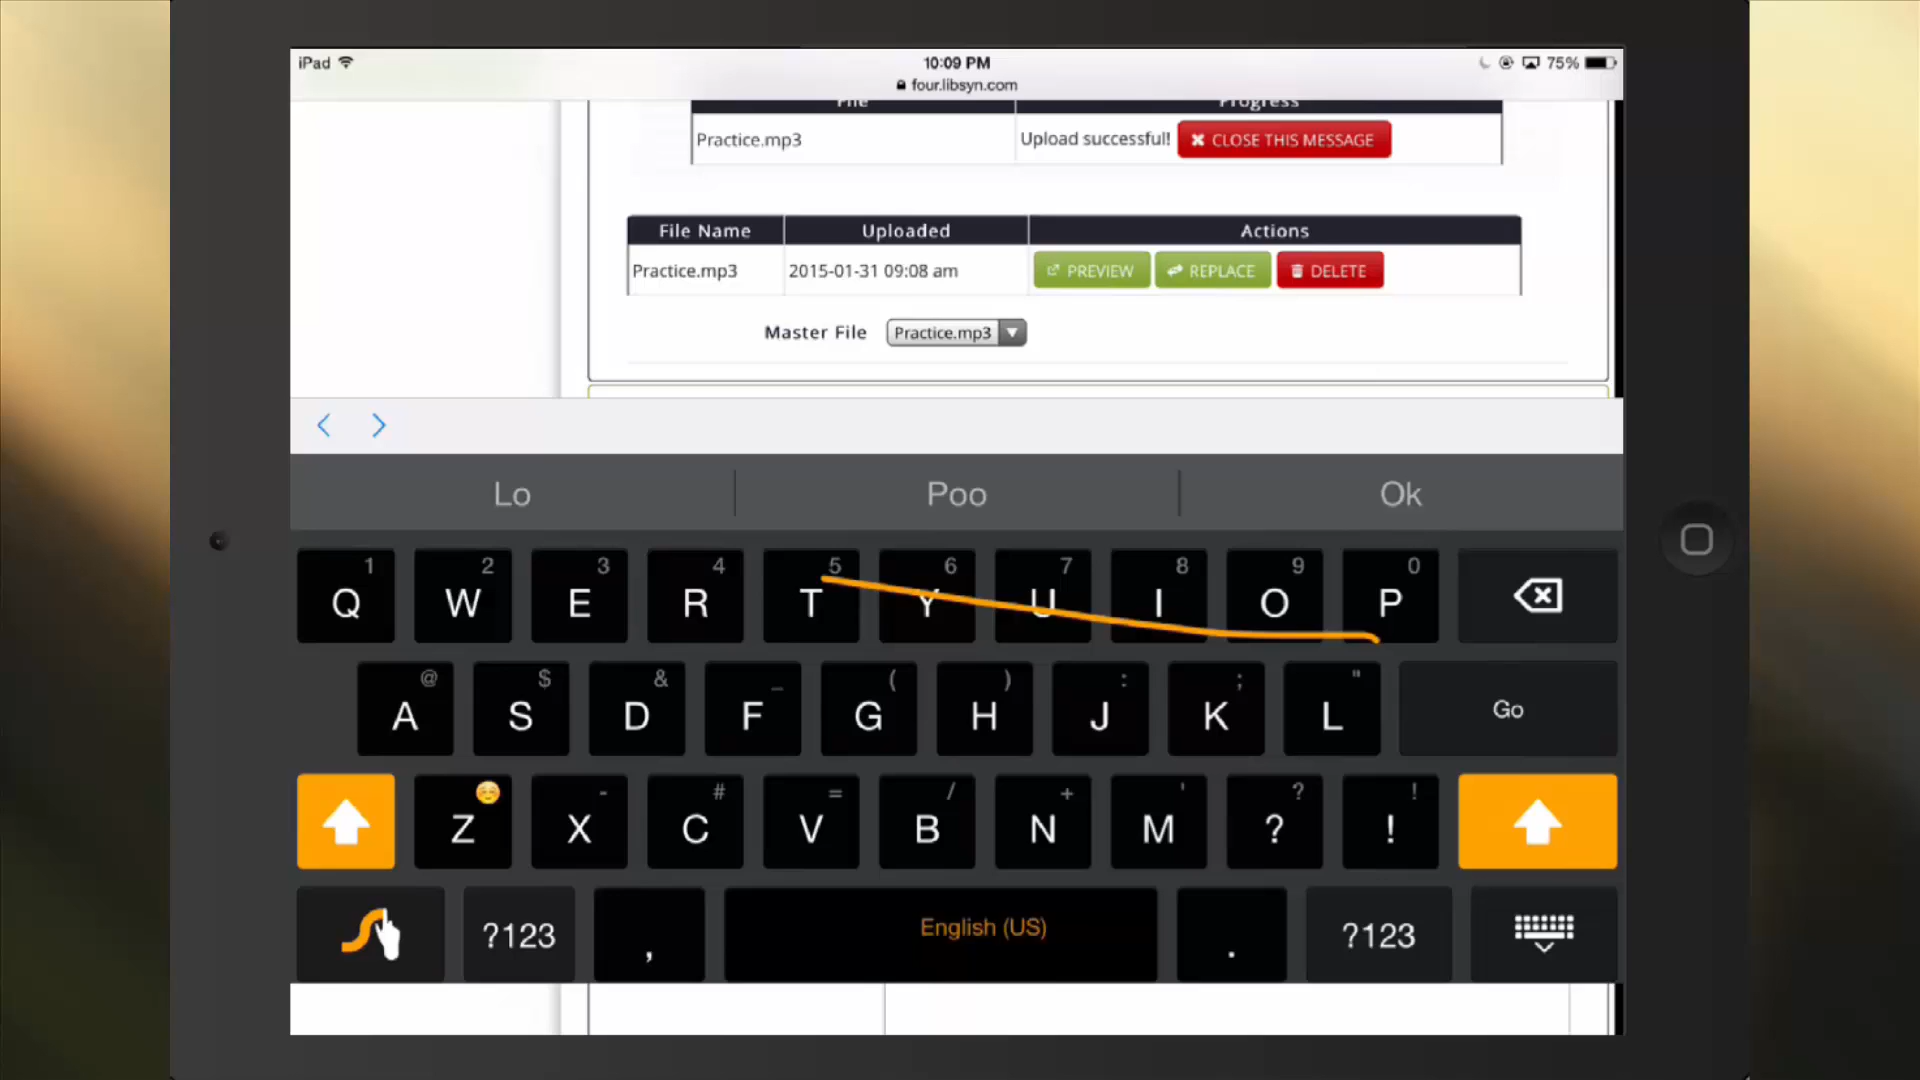 iPad 10:09 PM 75%
four.libsyn.com
File Progress
Practice.mp3 Upload successful! CLOSE THIS MESSAGE
File Name Uploaded Actions
Practice.mp3 2015-01-31 09:08 am PREVIEW REPLACE DELETE
Master File Practice.mp3
Lo Poo Ok
1 2 3 4 5 6 7 8 9 0
Q W E R T Y U I O P
@ $ & _ ( ) : ; "
A S D F G H J K L Go
- # = / + ' ? !
Z X C V B N M ? !
?123 , English (US) . ?123